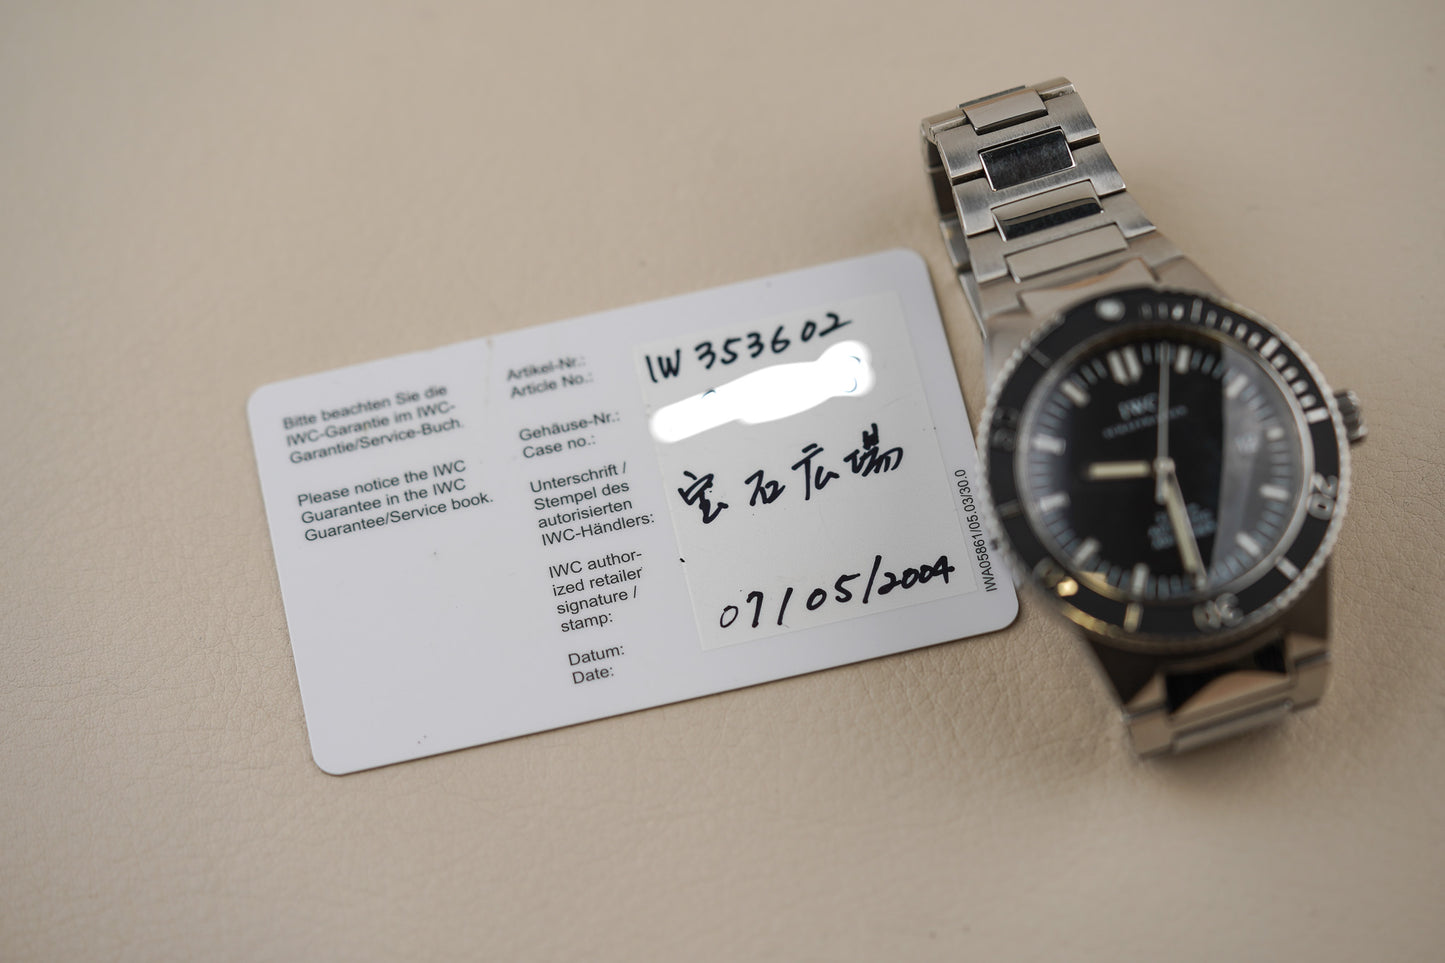 Bitte beachten Sie die
IWC-Garantie im IWC-
Garantie/Service-Buch.
Please notice the IWC
Guarantee in the IWC
Guarantee/Service book.
Artikel-Nr.:
Article No.:
IW 353602
Gehäuse-Nr.:
Case no.:
Unterschrift /
Stempel des
autorisierten
IWC-Händlers:
宝石広場
IWC author-
ized retailer
signature /
stamp:
Datum:
Date:
07/05/2004
IWA05861/05.03/30.0
IWC
20